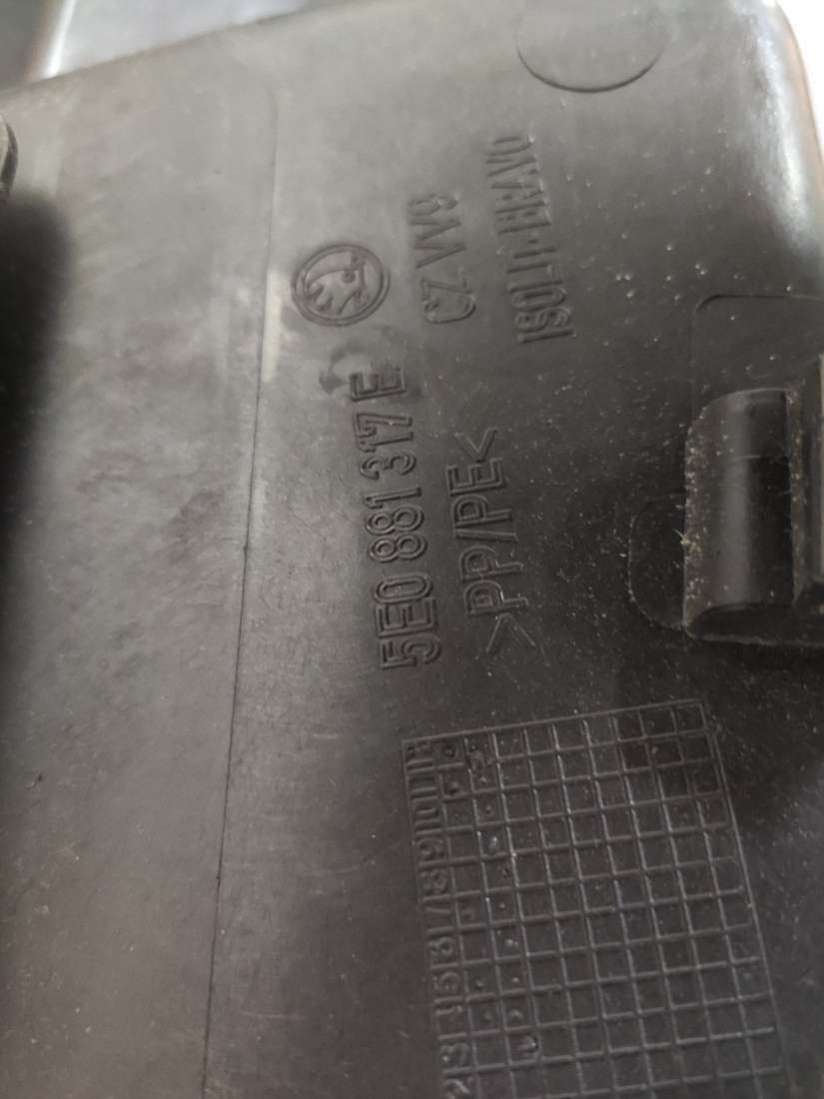 5E0 881 317 E
>PP/PE<
CZ VW9
ISOLIT-BRAVO